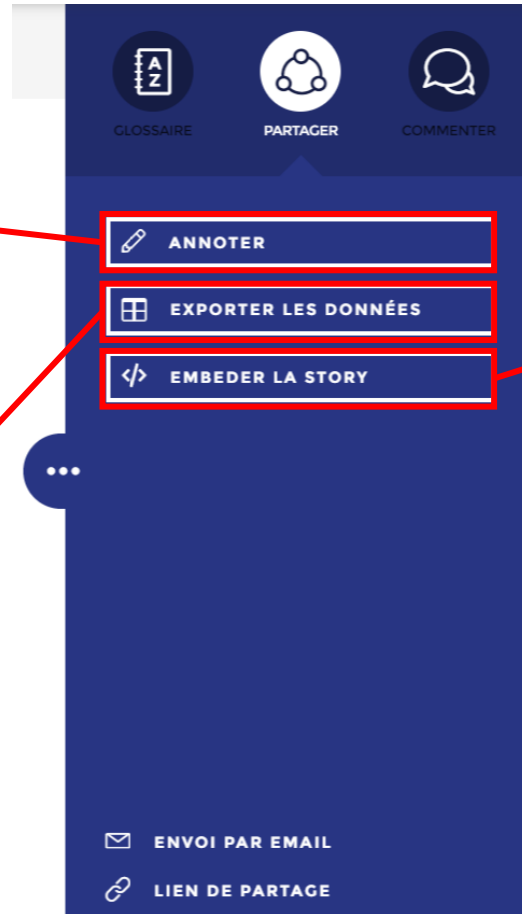 A
Z
GLOSSAIRE PARTAGER COMMENTER
ANNOTER
EXPORTER LES DONNÉES
</> EMBEDER LA STORY
ENVOI PAR EMAIL
LIEN DE PARTAGE